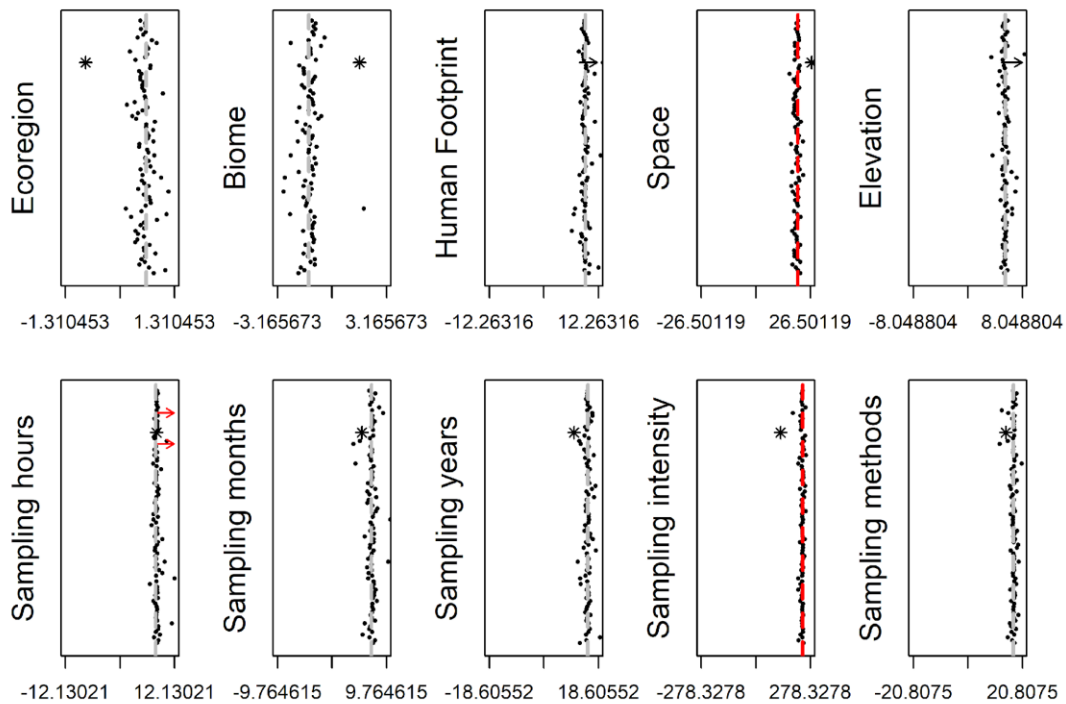 Ecoregion
Biome
Human Footprint
Space
Elevation
-1.310453 1.310453 -3.165673 3.165673 -12.26316 12.26316 -26.50119 26.50119 -8.048804 8.048804
Sampling hours
Sampling months
Sampling years
Sampling intensity
Sampling methods
-12.13021 12.13021 -9.764615 9.764615 -18.60552 18.60552 -278.3278 278.3278 -20.8075 20.8075